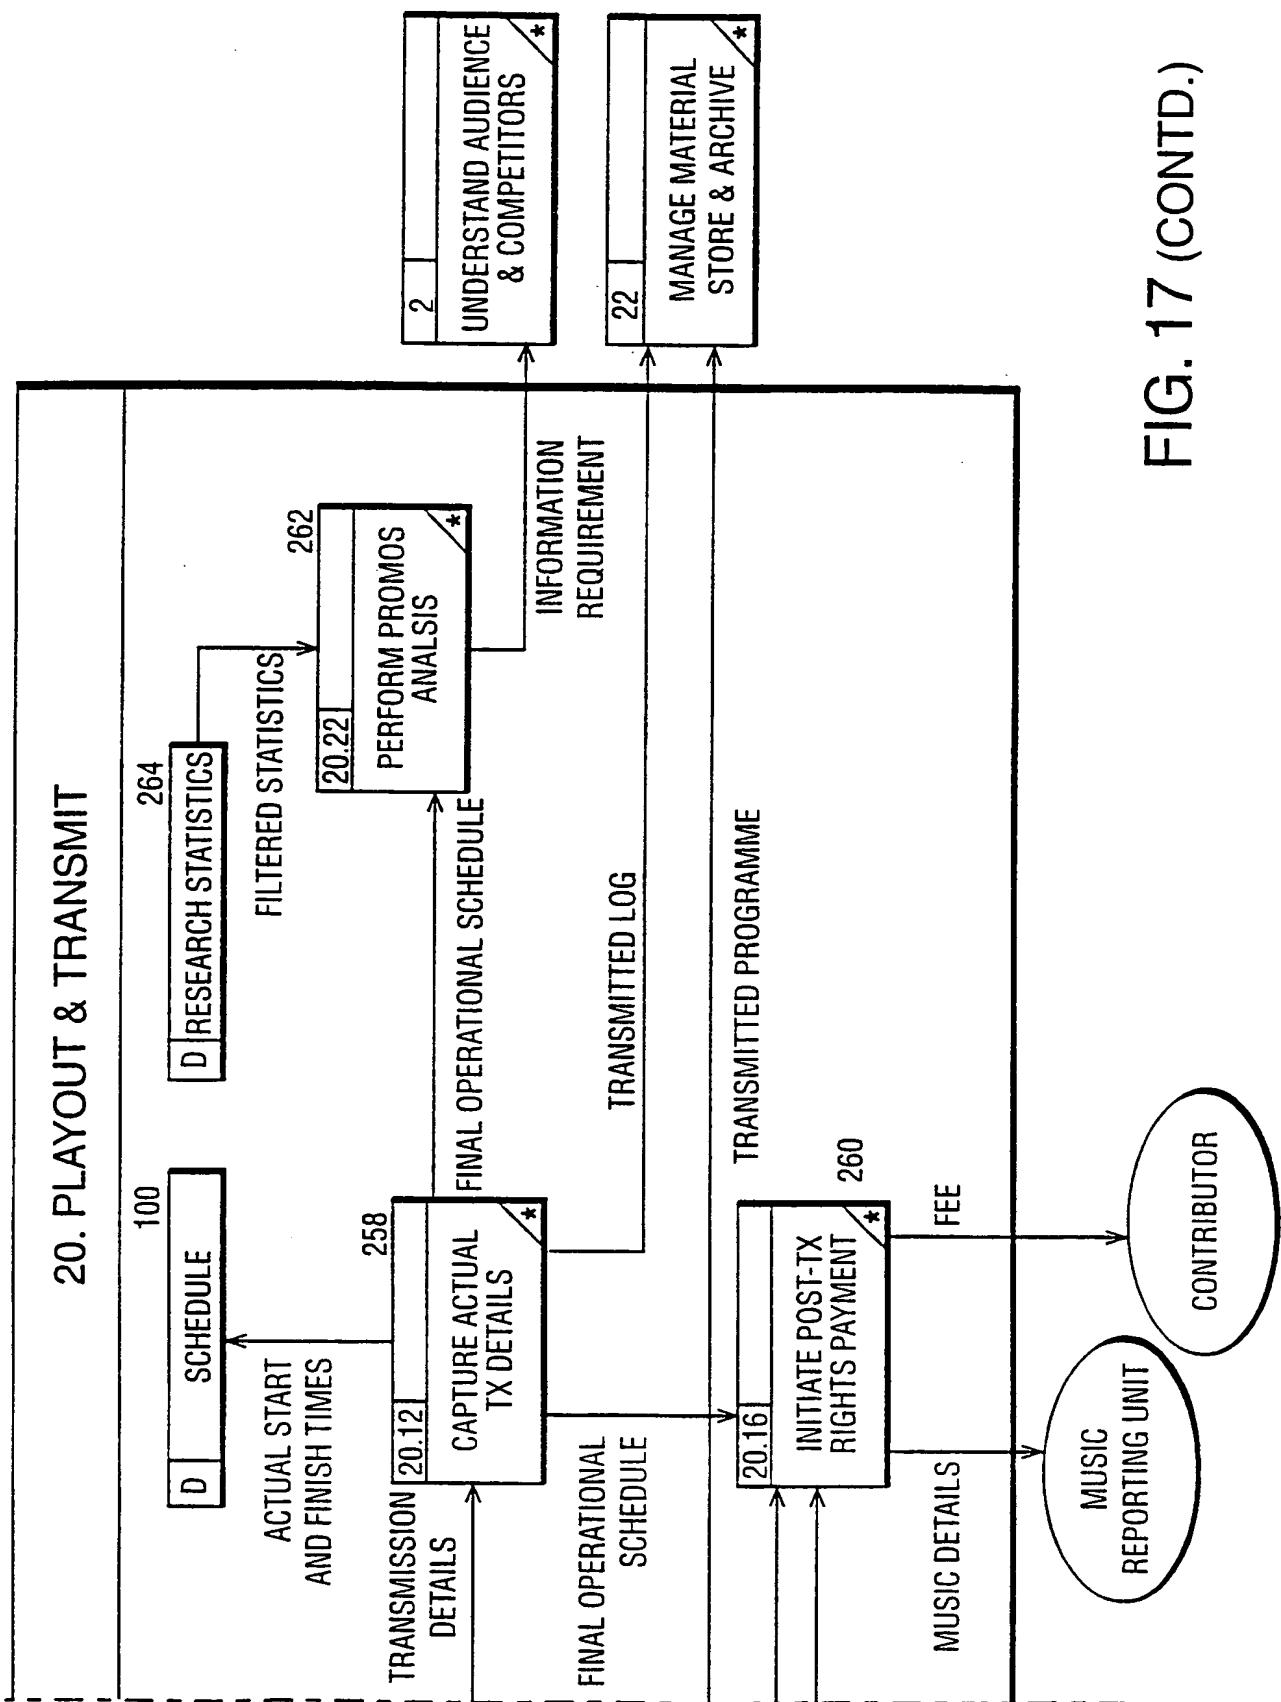 20. PLAYOUT & TRANSMIT
100
D
SCHEDULE
264
D
RESEARCH STATISTICS
ACTUAL START
AND FINISH TIMES
FILTERED STATISTICS
262
20.22
PERFORM PROMOS
ANALSIS
*
258
20.12
CAPTURE ACTUAL
TX DETAILS
*
TRANSMISSION
DETAILS
FINAL OPERATIONAL SCHEDULE
INFORMATION
REQUIREMENT
2
UNDERSTAND AUDIENCE
& COMPETITORS
*
22
MANAGE MATERIAL
STORE & ARCHIVE
*
FINAL OPERATIONAL
SCHEDULE
TRANSMITTED LOG
TRANSMITTED PROGRAMME
20.16
INITIATE POST-TX
RIGHTS PAYMENT
*
260
MUSIC DETAILS
FEE
MUSIC
REPORTING UNIT
CONTRIBUTOR
FIG. 17 (CONTD.)